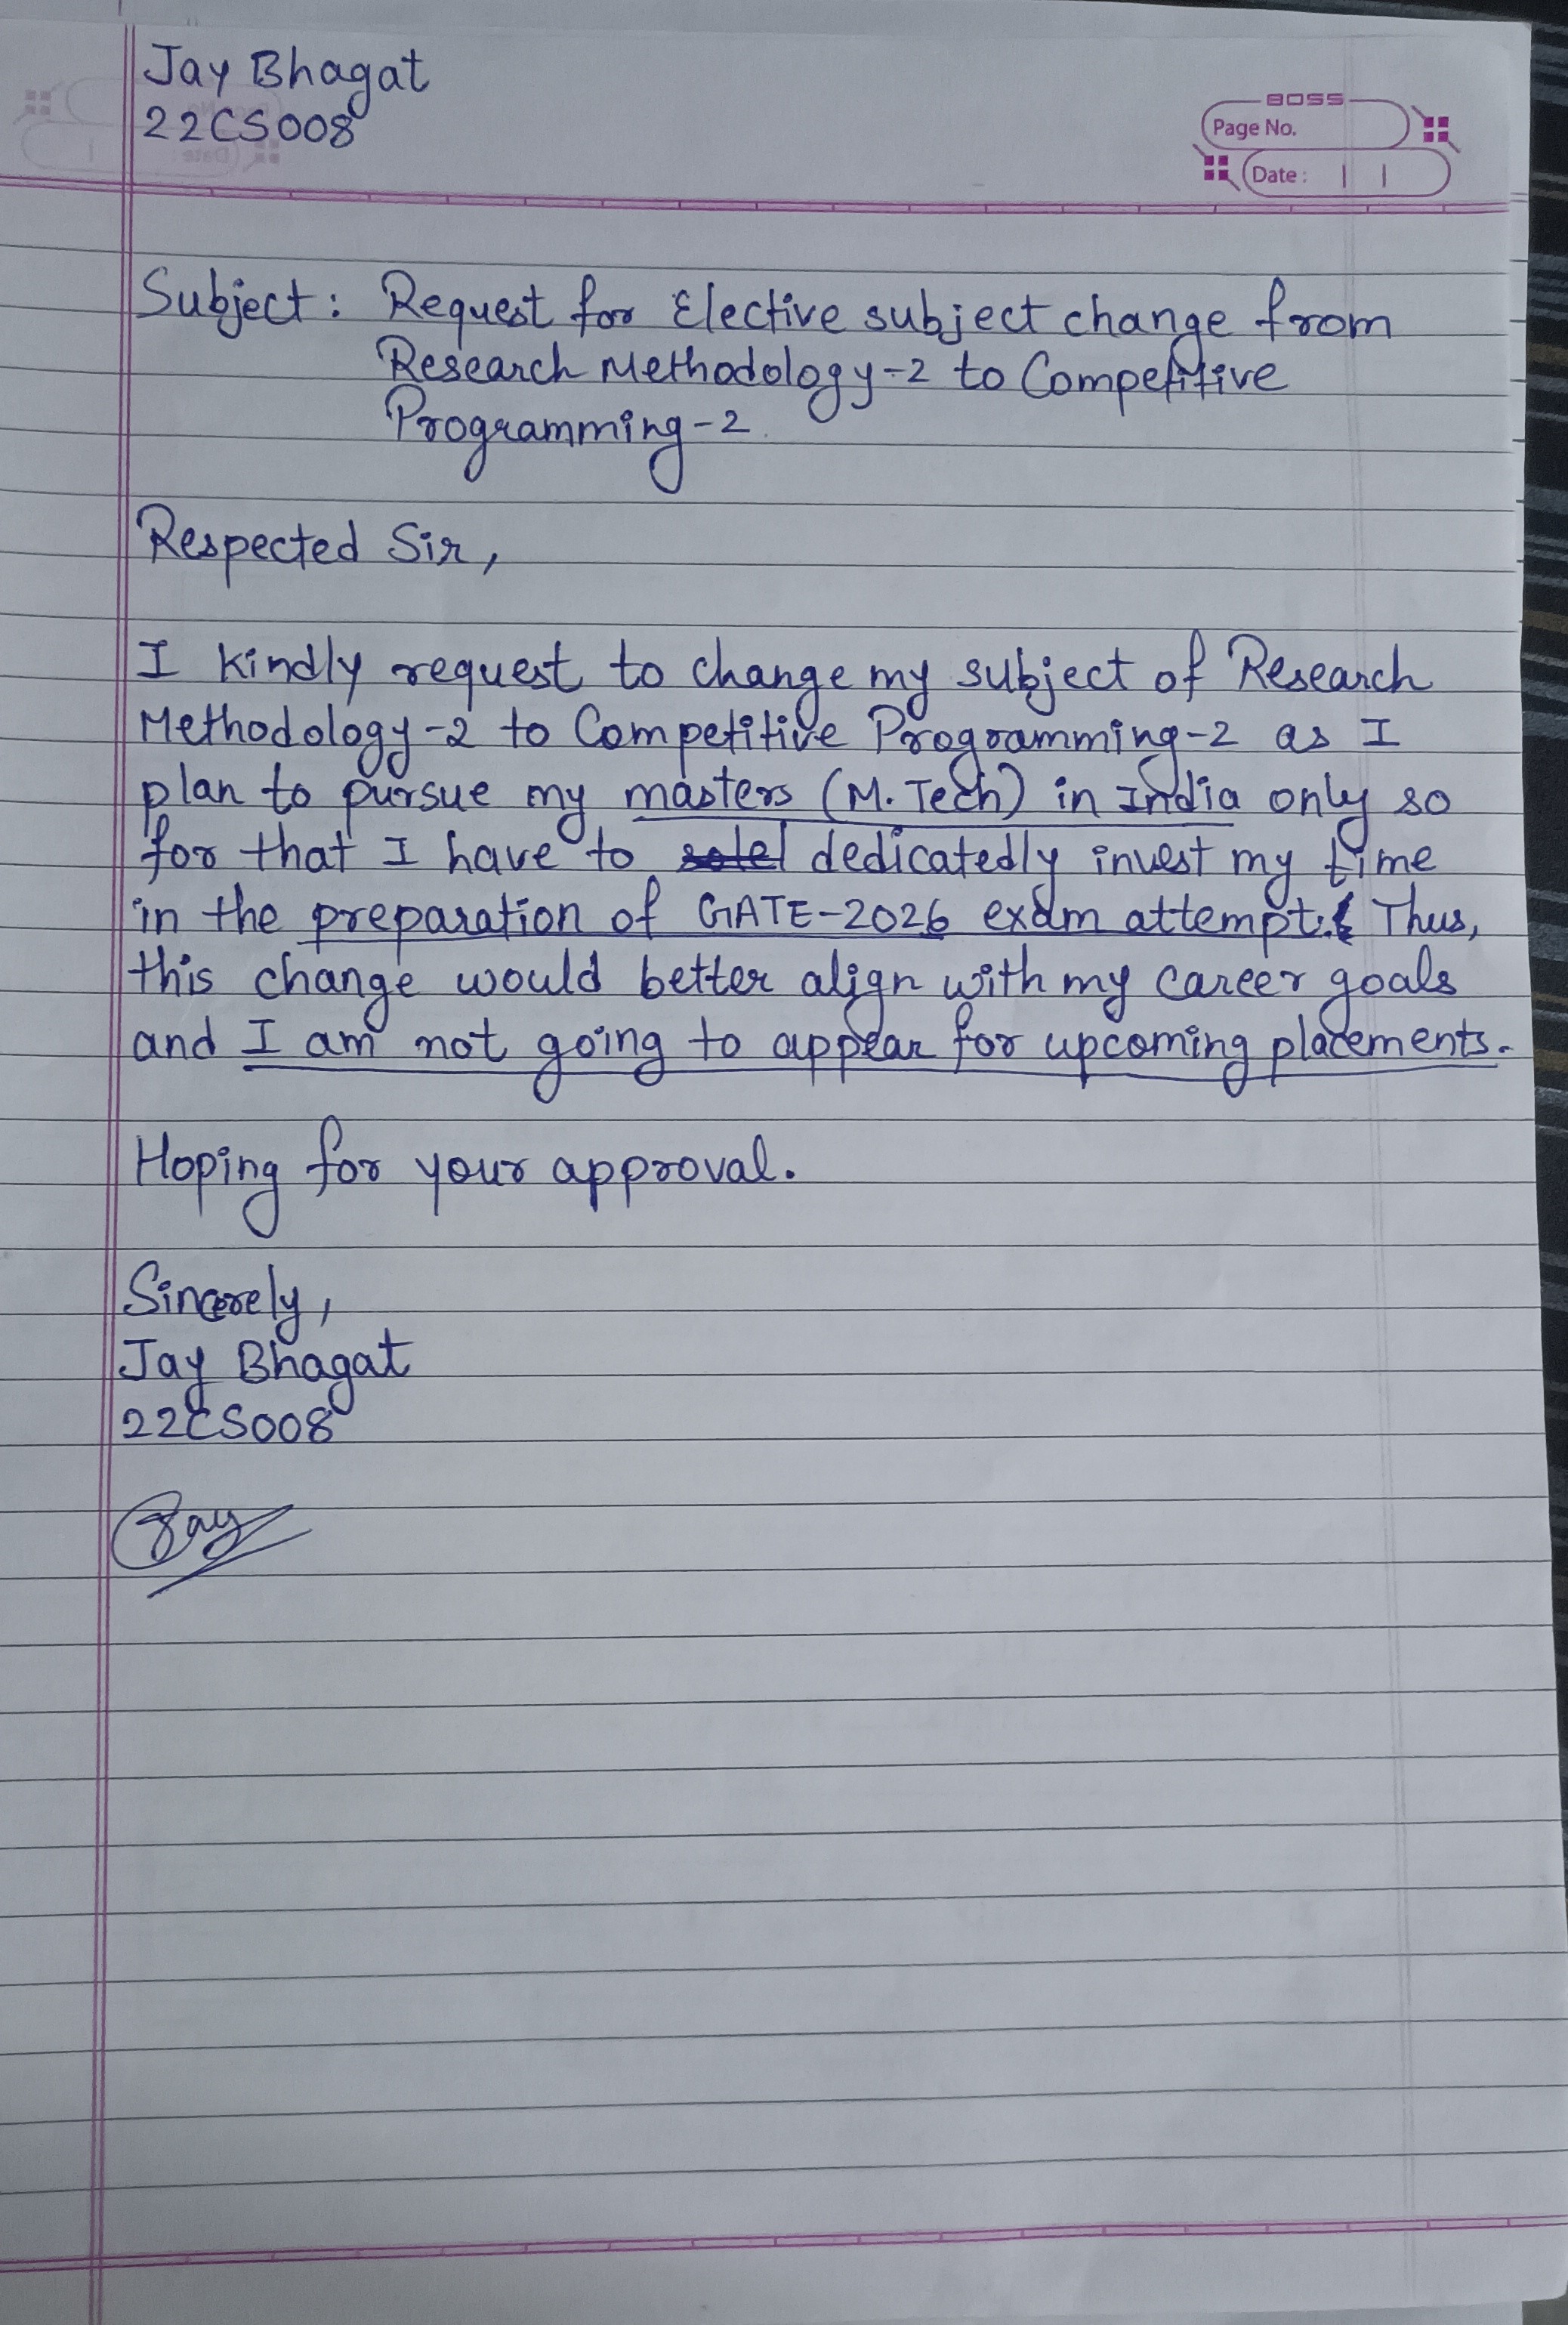 Jay Bhagat
22CS008
BOSS
Page No.
Date :
Subject : Request for Elective subject change from
Research Methodology-2 to Competitive
Programming-2.
Respected Sir,
I kindly request to change my subject of Research
Methodology-2 to Competitive Programming-2 as I
plan to pursue my masters (M. Tech) in India only so
for that I have to dedicatedly invest my time
in the preparation of GATE-2026 exam attempt. Thus,
this change would better align with my career goals
and I am not going to appear for upcoming placements.
Hoping for your approval.
Sincerely,
Jay Bhagat
22CS008
Jay